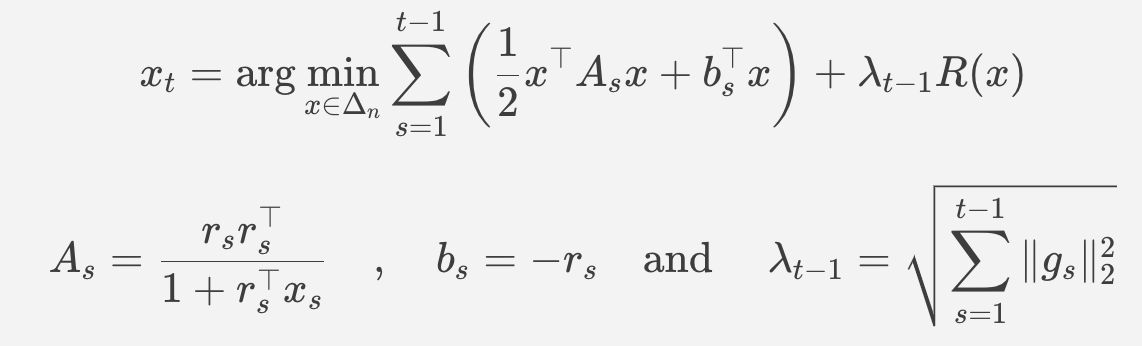 $x_t = \arg\min_{x \in \Delta_n} \sum_{s=1}^{t-1} \left( \frac{1}{2} x^\top A_s x + b_s^\top x \right) + \lambda_{t-1} R(x)$
$A_s = \frac{r_s r_s^\top}{1 + r_s^\top x_s} \quad , \quad b_s = -r_s \quad \text{and} \quad \lambda_{t-1} = \sqrt{\sum_{s=1}^{t-1} \|g_s\|_2^2}$